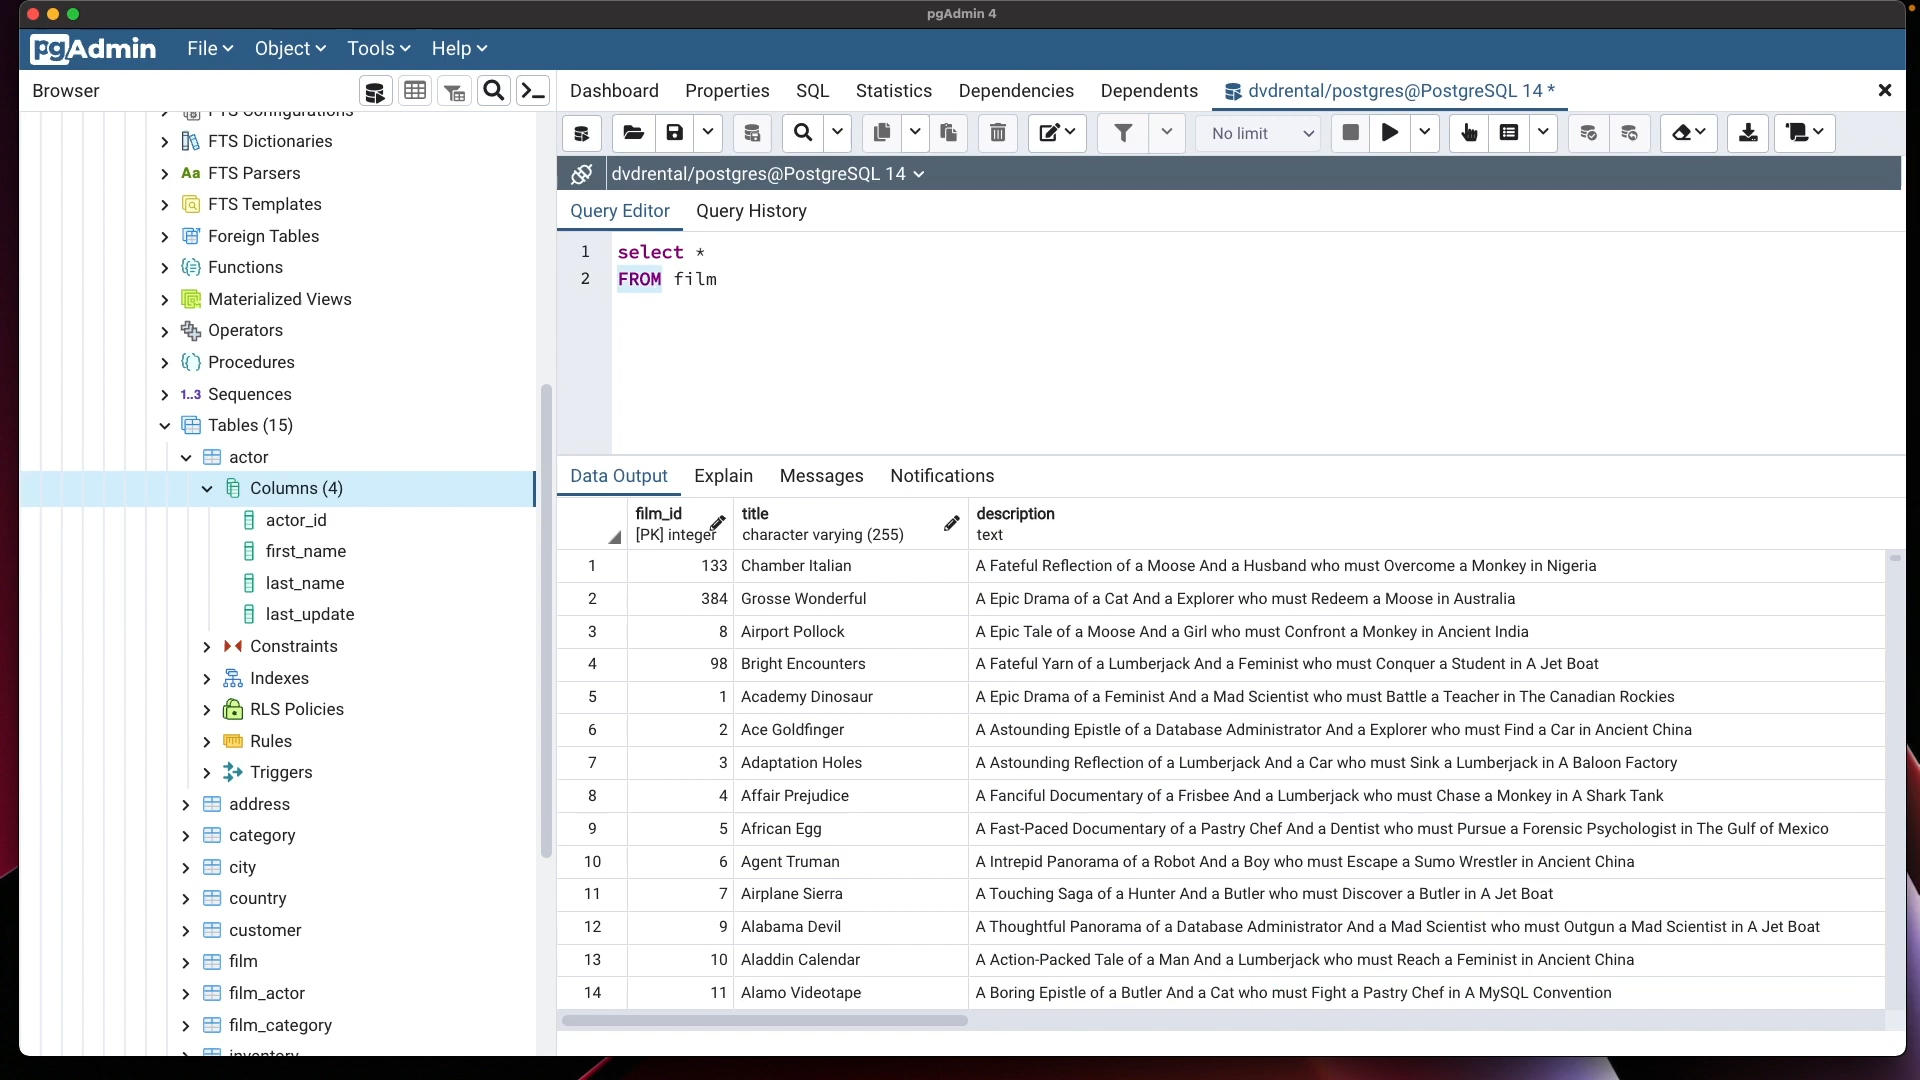 pgAdmin 4
pgAdmin File Object Tools Help
Browser
Dashboard Properties SQL Statistics Dependencies Dependents dvdrental/postgres@PostgreSQL 14 *
No limit
dvdrental/postgres@PostgreSQL 14
Query Editor Query History
1 select *
2 FROM film
FTS Configurations
FTS Dictionaries
Aa FTS Parsers
FTS Templates
Foreign Tables
Functions
Materialized Views
Operators
Procedures
1..3 Sequences
Tables (15)
actor
Columns (4)
actor_id
first_name
last_name
last_update
Constraints
Indexes
RLS Policies
Rules
Triggers
address
category
city
country
customer
film
film_actor
film_category
inventory
Data Output Explain Messages Notifications
film_id title description
[PK] integer character varying (255) text
1 133 Chamber Italian A Fateful Reflection of a Moose And a Husband who must Overcome a Monkey in Nigeria
2 384 Grosse Wonderful A Epic Drama of a Cat And a Explorer who must Redeem a Moose in Australia
3 8 Airport Pollock A Epic Tale of a Moose And a Girl who must Confront a Monkey in Ancient India
4 98 Bright Encounters A Fateful Yarn of a Lumberjack And a Feminist who must Conquer a Student in A Jet Boat
5 1 Academy Dinosaur A Epic Drama of a Feminist And a Mad Scientist who must Battle a Teacher in The Canadian Rockies
6 2 Ace Goldfinger A Astounding Epistle of a Database Administrator And a Explorer who must Find a Car in Ancient China
7 3 Adaptation Holes A Astounding Reflection of a Lumberjack And a Car who must Sink a Lumberjack in A Baloon Factory
8 4 Affair Prejudice A Fanciful Documentary of a Frisbee And a Lumberjack who must Chase a Monkey in A Shark Tank
9 5 African Egg A Fast-Paced Documentary of a Pastry Chef And a Dentist who must Pursue a Forensic Psychologist in The Gulf of Mexico
10 6 Agent Truman A Intrepid Panorama of a Robot And a Boy who must Escape a Sumo Wrestler in Ancient China
11 7 Airplane Sierra A Touching Saga of a Hunter And a Butler who must Discover a Butler in A Jet Boat
12 9 Alabama Devil A Thoughtful Panorama of a Database Administrator And a Mad Scientist who must Outgun a Mad Scientist in A Jet Boat
13 10 Aladdin Calendar A Action-Packed Tale of a Man And a Lumberjack who must Reach a Feminist in Ancient China
14 11 Alamo Videotape A Boring Epistle of a Butler And a Cat who must Fight a Pastry Chef in A MySQL Convention